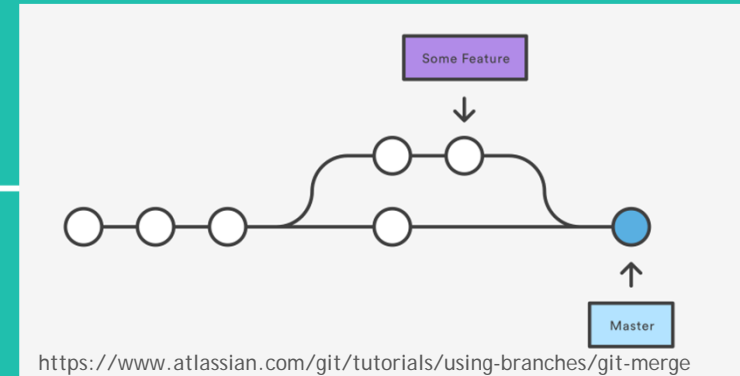 Some Feature
Master
https://www.atlassian.com/git/tutorials/using-branches/git-merge